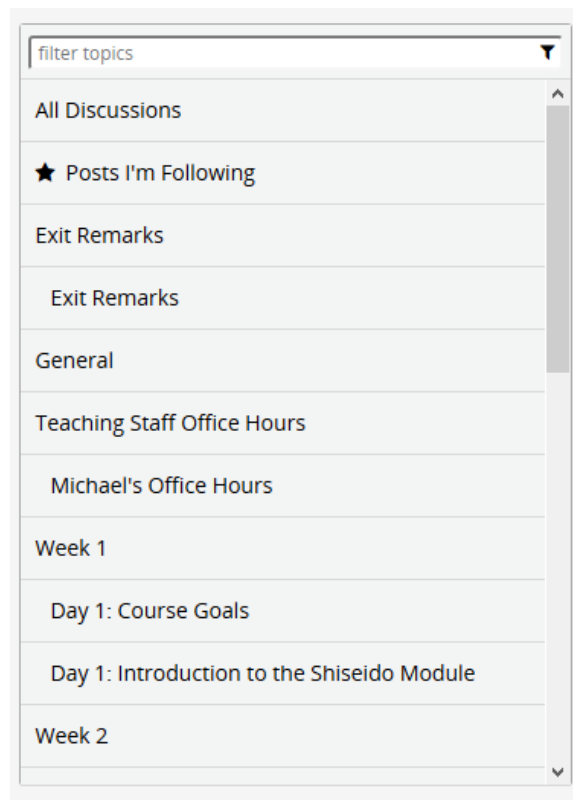 filter topics
All Discussions
Posts I'm Following
Exit Remarks
Exit Remarks
General
Teaching Staff Office Hours
Michael's Office Hours
Week 1
Day 1: Course Goals
Day 1: Introduction to the Shiseido Module
Week 2